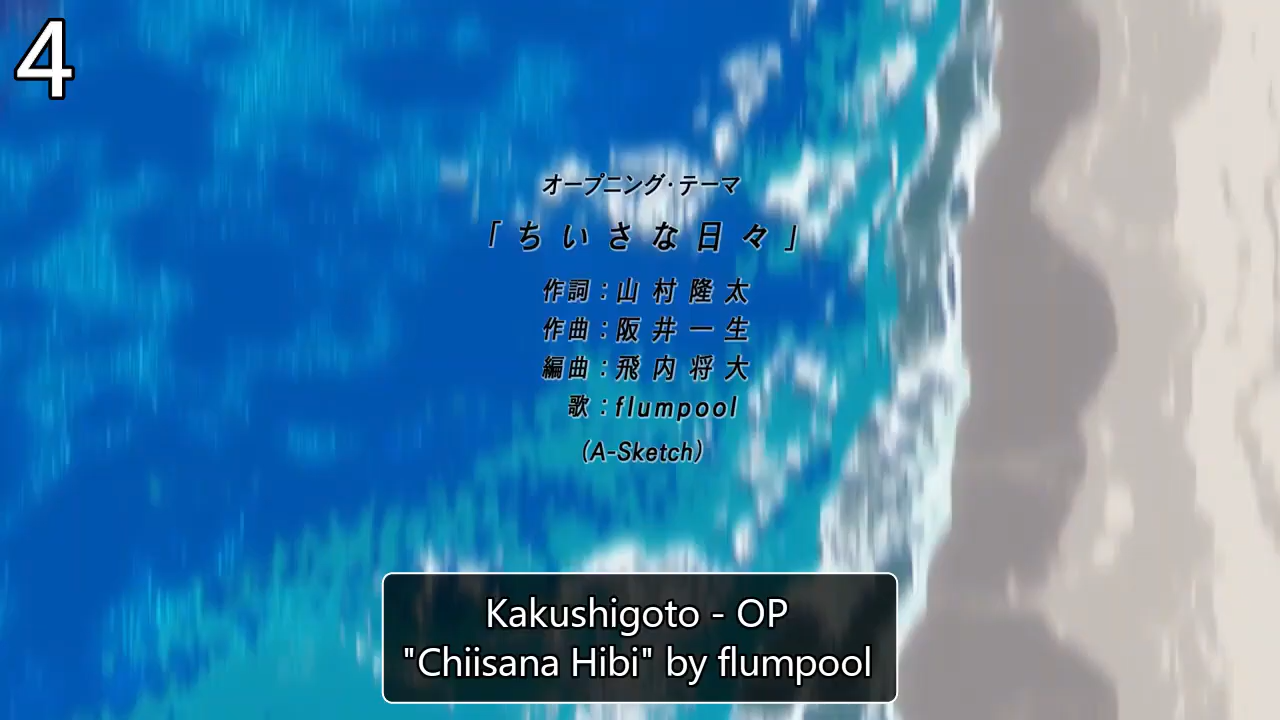 4
オープニング・テーマ
「ちいさな日々」
作詞：山村隆太
作曲：阪井一生
編曲：飛内将大
歌：flumpool
(A-Sketch)
Kakushigoto - OP
"Chiisana Hibi" by flumpool